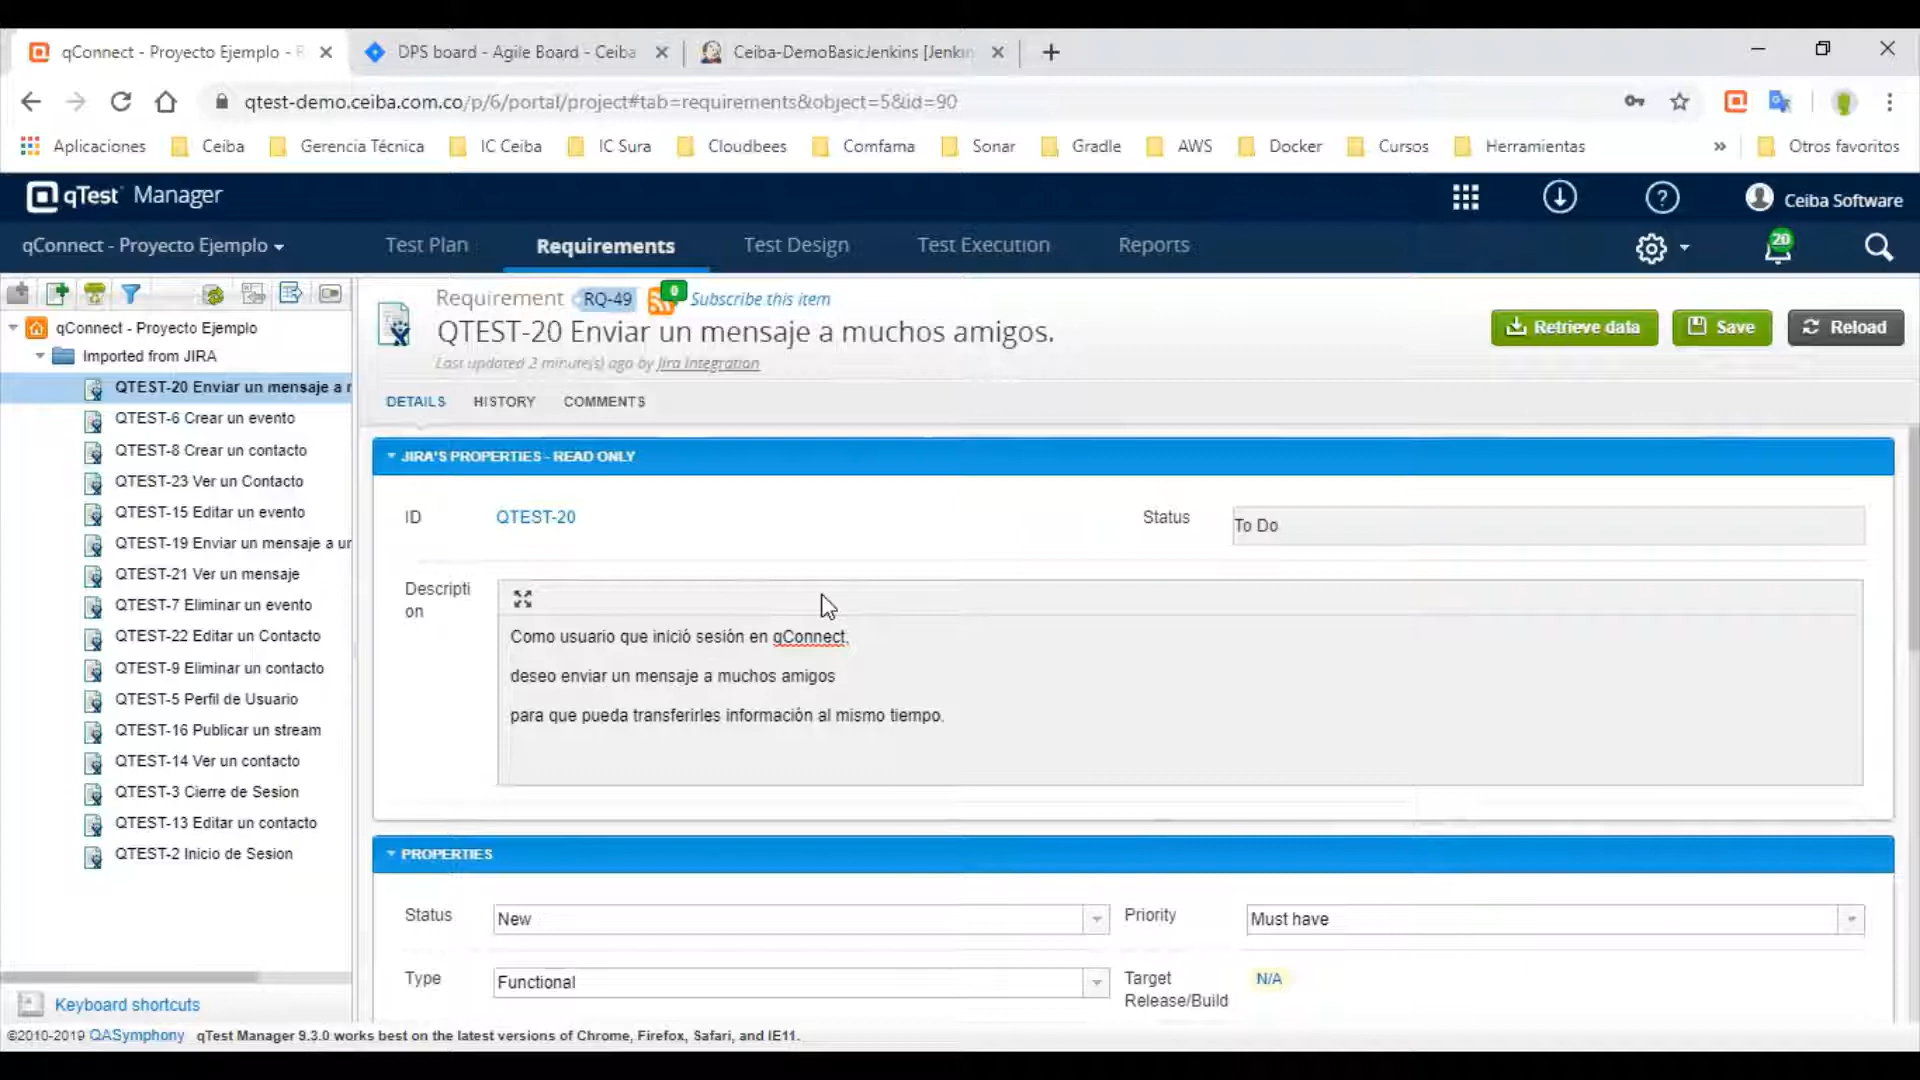 qConnect - Proyecto Ejemplo -
DPS board - Agile Board - Ceiba
Ceiba-DemoBasicJenkins [Jenkin
qtest-demo.ceiba.com.co/p/6/portal/project#tab=requirements&object=5&id=90
Aplicaciones
Ceiba
Gerencia Técnica
IC Ceiba
IC Sura
Cloudbees
Comfama
Sonar
Gradle
AWS
Docker
Cursos
Herramientas
»
Otros favoritos
qTest Manager
Ceiba Software
qConnect - Proyecto Ejemplo
Test Plan
Requirements
Test Design
Test Execution
Reports
20
qConnect - Proyecto Ejemplo
Imported from JIRA
QTEST-20 Enviar un mensaje a
QTEST-6 Crear un evento
QTEST-8 Crear un contacto
QTEST-23 Ver un Contacto
QTEST-15 Editar un evento
QTEST-19 Enviar un mensaje a
QTEST-21 Ver un mensaje
QTEST-7 Eliminar un evento
QTEST-22 Editar un Contacto
QTEST-9 Eliminar un contacto
QTEST-5 Perfil de Usuario
QTEST-16 Publicar un stream
QTEST-14 Ver un contacto
QTEST-3 Cierre de Sesion
QTEST-13 Editar un contacto
QTEST-2 Inicio de Sesion
Keyboard shortcuts
Requirement RQ-49 0 Subscribe this item
QTEST-20 Enviar un mensaje a muchos amigos.
Last updated 2 minute(s) ago by Jira Integration
Retrieve data
Save
Reload
DETAILS
HISTORY
COMMENTS
JIRA'S PROPERTIES - READ ONLY
ID
QTEST-20
Status
To Do
Descripti
on
Como usuario que inició sesión en qConnect,
deseo enviar un mensaje a muchos amigos
para que pueda transferirles información al mismo tiempo.
PROPERTIES
Status
New
Priority
Must have
Type
Functional
Target
Release/Build
N/A
©2010-2019 QASymphony qTest Manager 9.3.0 works best on the latest versions of Chrome, Firefox, Safari, and IE11.